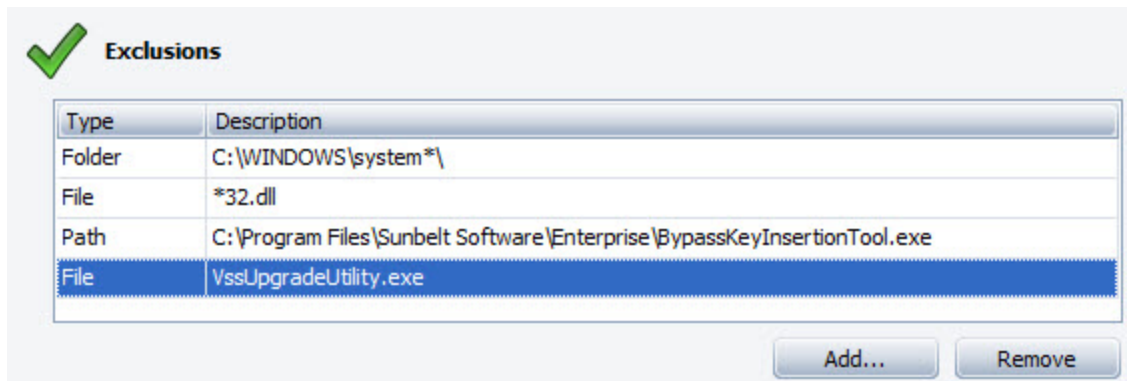 Exclusions
Type Description
Folder C:\WINDOWS\system*\
File *32.dll
Path C:\Program Files\Sunbelt Software\Enterprise\BypassKeyInsertionTool.exe
File VssUpgradeUtility.exe
Add... Remove